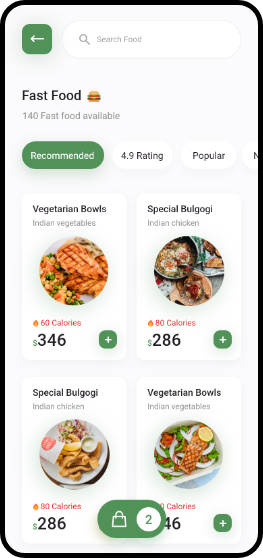 Search Food
Fast Food 🍔
140 Fast food available
Recommended
4.9 Rating
Popular
N
Vegetarian Bowls
Indian vegetables
60 Calories
$346
+
Special Bulgogi
Indian chicken
80 Calories
$286
+
Special Bulgogi
Indian chicken
80 Calories
$286
Vegetarian Bowls
Indian vegetables
Calories
46
+
2